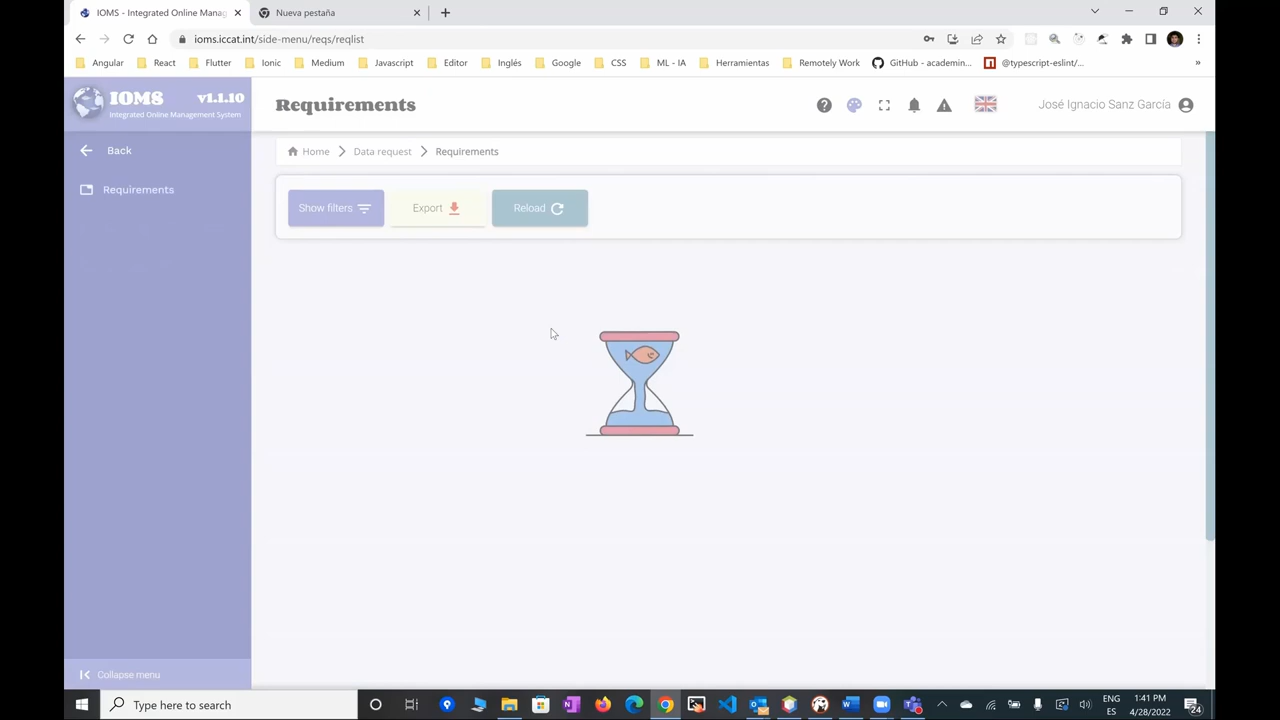 IOMS - Integrated Online Manag
Nueva pestaña
ioms.iccat.int/side-menu/reqs/reqlist
Angular
React
Flutter
Ionic
Medium
Javascript
Editor
Inglés
Google
CSS
ML - IA
Herramientas
Remotely Work
GitHub - academin...
@typescript-eslint/...
»
IOMS v1.1.10
Integrated Online Management System
Requirements
José Ignacio Sanz García
Back
Requirements
Home
Data request
Requirements
Show filters
Export
Reload
Collapse menu
Type here to search
ENG
ES
1:41 PM
4/28/2022
24